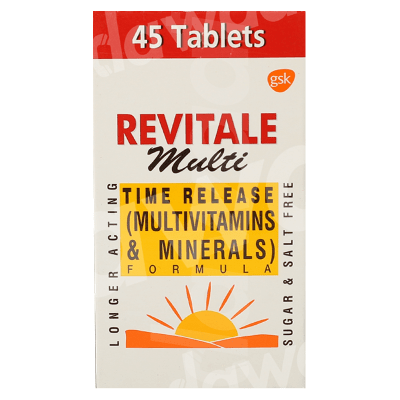 45 Tablets
gsk
REVITALE
Multi
LONGER ACTING
TIME RELEASE
(MULTIVITAMINS
& MINERALS)
FORMULA
SUGAR & SALT FREE